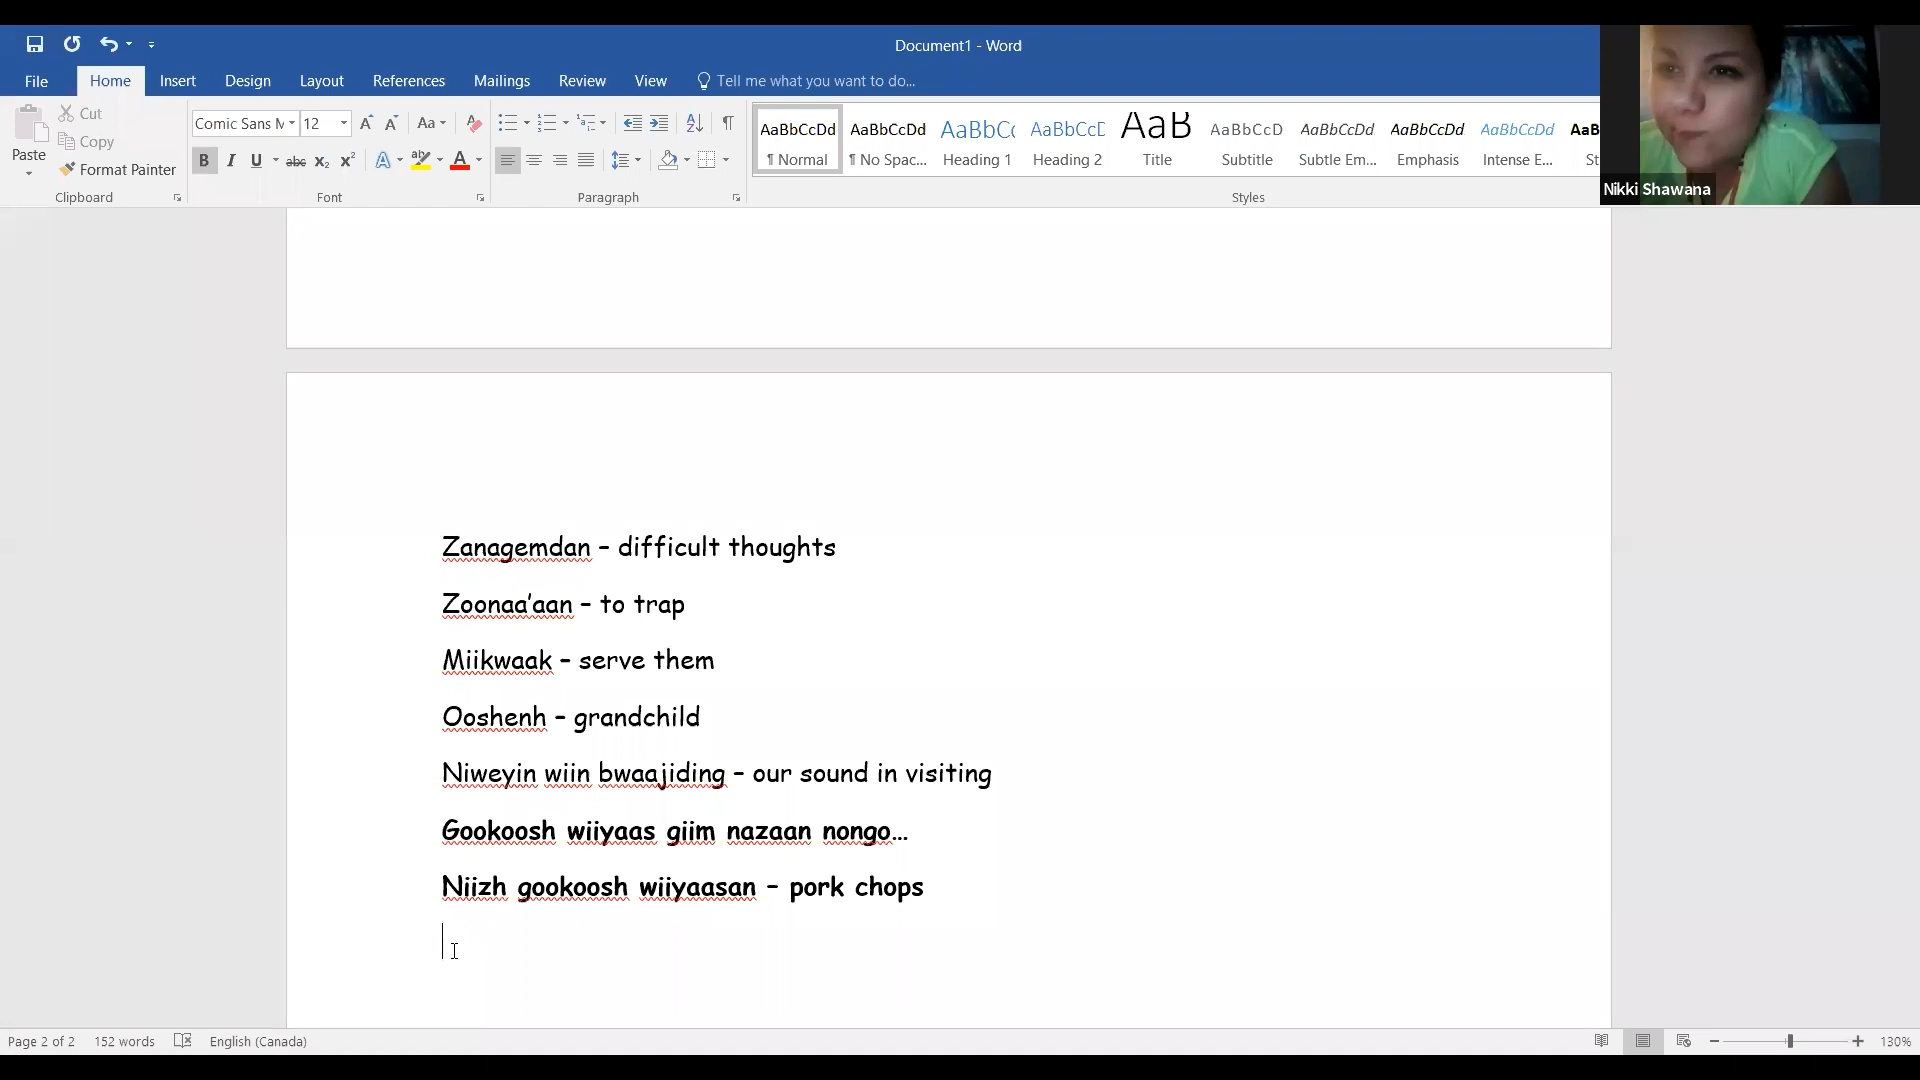 Document1 - Word
File Home Insert Design Layout References Mailings Review View Tell me what you want to do...
Cut
Copy
Paste
Format Painter
Clipboard
Comic Sans M 12
Font
Paragraph
AaBbCcDd AaBbCcDd AaBbCc AaBbCcD AaB AaBbCcD AaBbCcDd AaBbCcDd AaBbCcDd AaB
¶ Normal ¶ No Spac... Heading 1 Heading 2 Title Subtitle Subtle Em... Emphasis Intense E... St
Styles
Nikki Shawana
Zanagemdan – difficult thoughts
Zoonaa’aan – to trap
Miikwaak – serve them
Ooshenh – grandchild
Niweyin wiin bwaajiding – our sound in visiting
Gookoosh wiiyaas giim nazaan nongo…
Niizh gookoosh wiiyaasan – pork chops
Page 2 of 2 152 words English (Canada) 130%